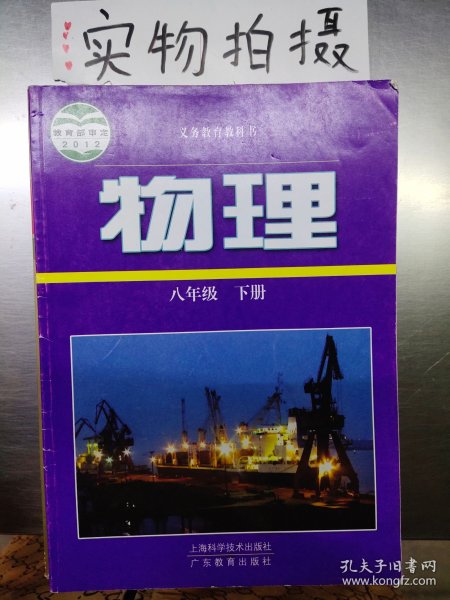 实物拍摄
教育部审定
2012
义务教育教科书
物理
八年级 下册
上海科学技术出版社
广东教育出版社
孔夫子旧书网
www.kongfz.com